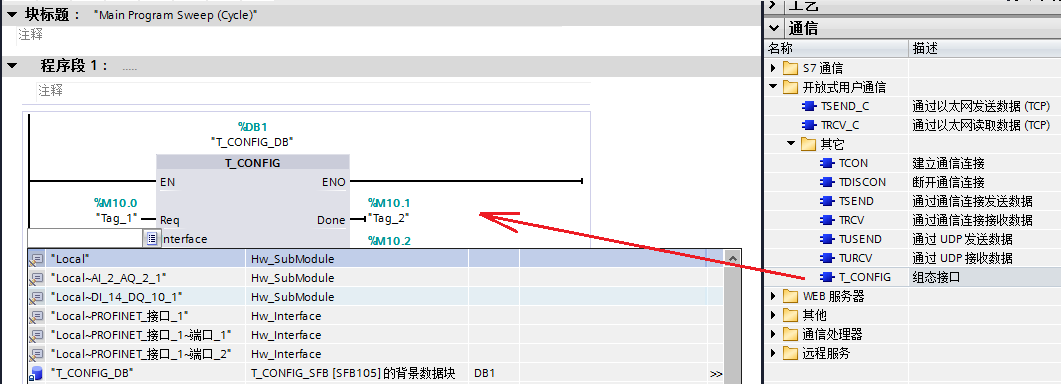 块标题： "Main Program Sweep (Cycle)"
注释
程序段 1： .....
注释
%DB1
"T_CONFIG_DB"
T_CONFIG
EN ENO
%M10.0 %M10.1
"Tag_1" Req Done "Tag_2"
nterface %M10.2
"Local" Hw_SubModule
"Local~AI_2_AQ_2_1" Hw_SubModule
"Local~DI_14_DQ_10_1" Hw_SubModule
"Local~PROFINET_接口_1" Hw_Interface
"Local~PROFINET_接口_1~端口_1" Hw_Interface
"Local~PROFINET_接口_1~端口_2" Hw_Interface
"T_CONFIG_DB" T_CONFIG_SFB [SFB105] 的背景数据块 DB1 >>
工艺
通信
名称 描述
S7 通信
开放式用户通信
TSEND_C 通过以太网发送数据 (TCP)
TRCV_C 通过以太网读取数据 (TCP)
其它
TCON 建立通信连接
TDISCON 断开通信连接
TSEND 通过通信连接发送数据
TRCV 通过通信连接接收数据
TUSEND 通过 UDP 发送数据
TURCV 通过 UDP 接收数据
T_CONFIG 组态接口
WEB 服务器
其他
通信处理器
远程服务